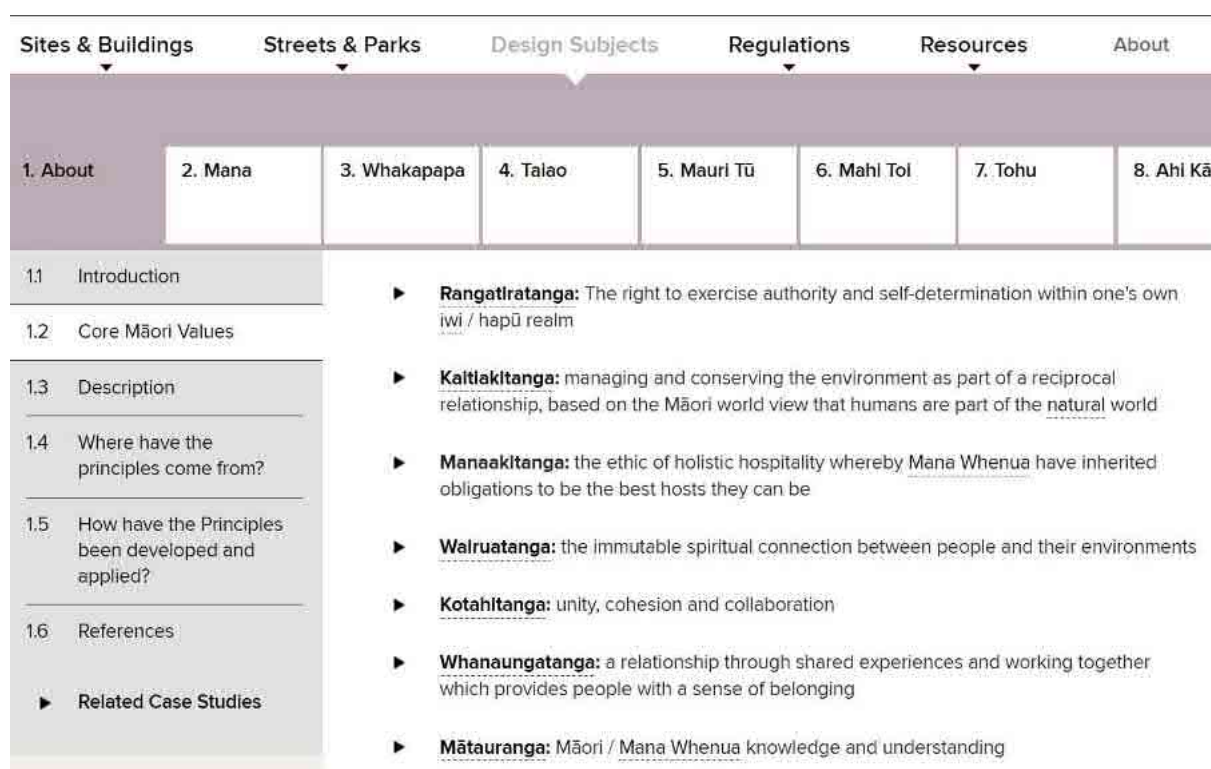 Sites & Buildings Streets & Parks Design Subjects Regulations Resources About
1. About 2. Mana 3. Whakapapa 4. Taiao 5. Mauri Tū 6. Mahi Toi 7. Tohu 8. Ahi Kā
1.1 Introduction
1.2 Core Māori Values
1.3 Description
1.4 Where have the
principles come from?
1.5 How have the Principles
been developed and
applied?
1.6 References
Related Case Studies
Rangatiratanga: The right to exercise authority and self-determination within one's own
iwi / hapū realm
Kaitiakitanga: managing and conserving the environment as part of a reciprocal
relationship, based on the Māori world view that humans are part of the natural world
Manaakitanga: the ethic of holistic hospitality whereby Mana Whenua have inherited
obligations to be the best hosts they can be
Wairuatanga: the immutable spiritual connection between people and their environments
Kotahitanga: unity, cohesion and collaboration
Whanaungatanga: a relationship through shared experiences and working together
which provides people with a sense of belonging
Mātauranga: Māori / Mana Whenua knowledge and understanding